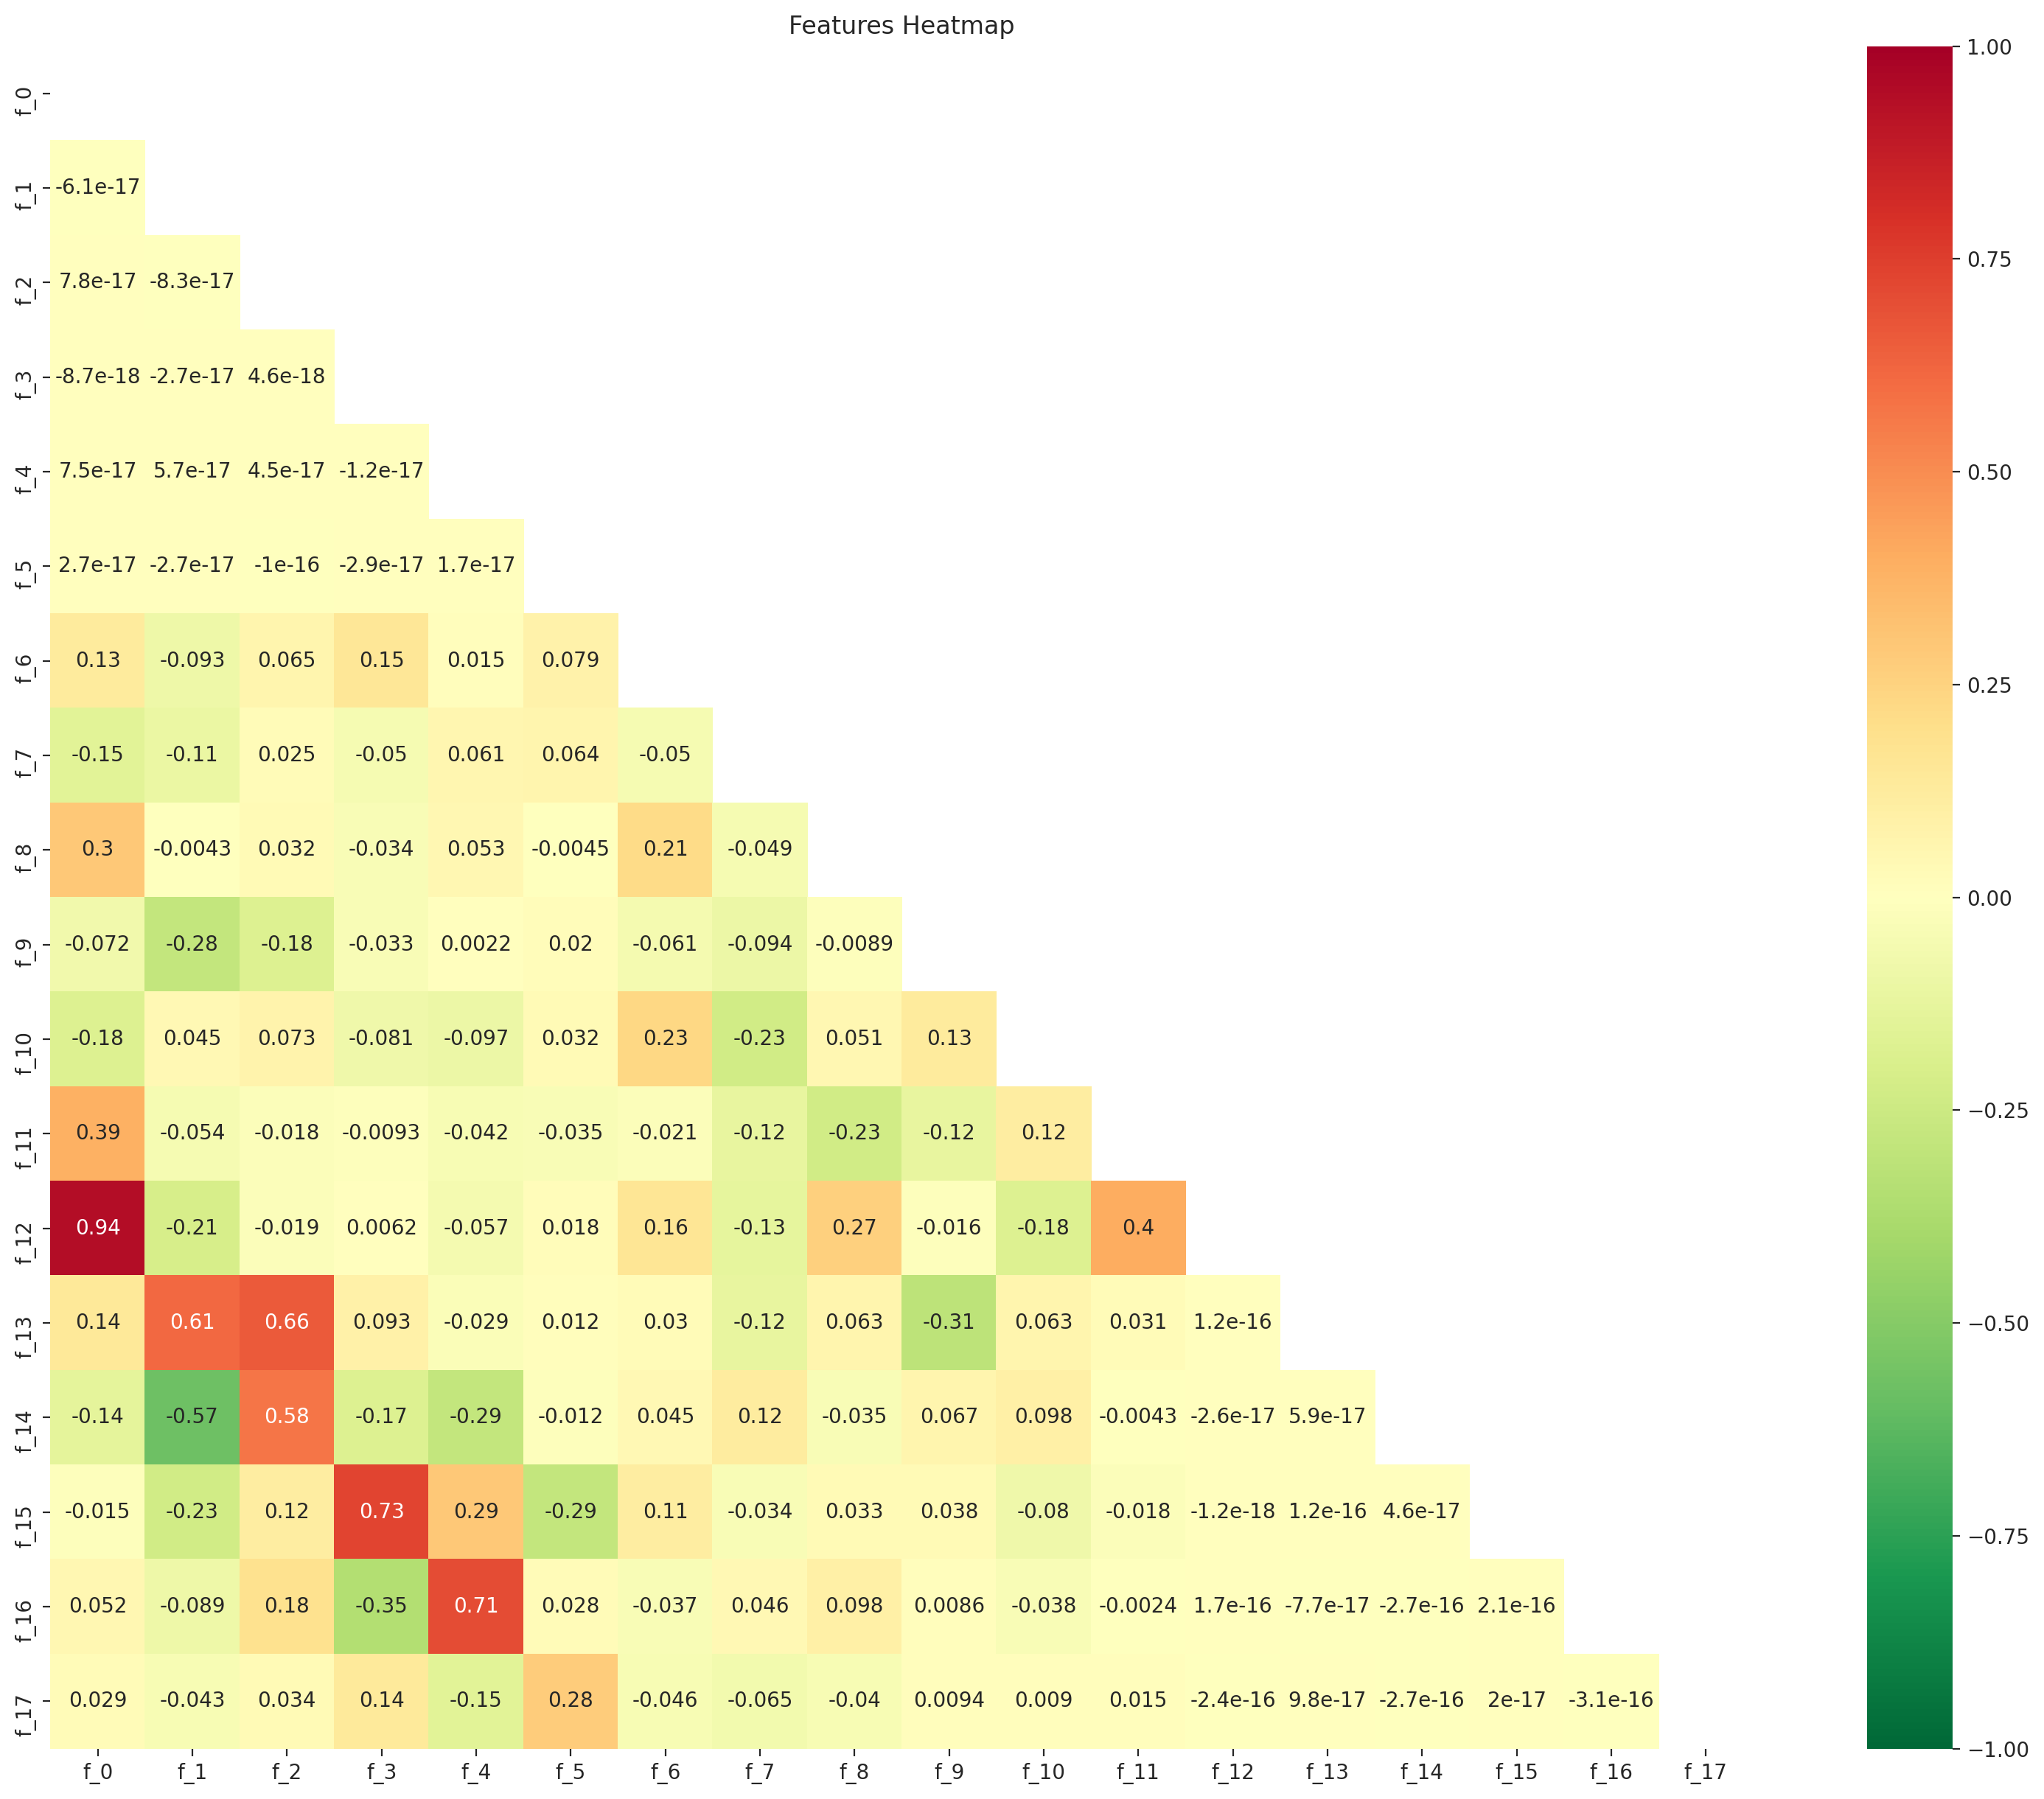 Features Heatmap
1.00
f_0
f_1 -6.1e-17
0.75
f_2 7.8e-17 -8.3e-17
f_3 -8.7e-18 -2.7e-17 4.6e-18
f_4 7.5e-17 5.7e-17 4.5e-17 -1.2e-17
0.50
f_5 2.7e-17 -2.7e-17 -1e-16 -2.9e-17 1.7e-17
f_6 0.13 -0.093 0.065 0.15 0.015 0.079
0.25
f_7 -0.15 -0.11 0.025 -0.05 0.061 0.064 -0.05
f_8 0.3 -0.0043 0.032 -0.034 0.053 -0.0045 0.21 -0.049
0.00
f_9 -0.072 -0.28 -0.18 -0.033 0.0022 0.02 -0.061 -0.094 -0.0089
f_10 -0.18 0.045 0.073 -0.081 -0.097 0.032 0.23 -0.23 0.051 0.13
−0.25
f_11 0.39 -0.054 -0.018 -0.0093 -0.042 -0.035 -0.021 -0.12 -0.23 -0.12 0.12
f_12 0.94 -0.21 -0.019 0.0062 -0.057 0.018 0.16 -0.13 0.27 -0.016 -0.18 0.4
f_13 0.14 0.61 0.66 0.093 -0.029 0.012 0.03 -0.12 0.063 -0.31 0.063 0.031 1.2e-16
−0.50
f_14 -0.14 -0.57 0.58 -0.17 -0.29 -0.012 0.045 0.12 -0.035 0.067 0.098 -0.0043 -2.6e-17 5.9e-17
f_15 -0.015 -0.23 0.12 0.73 0.29 -0.29 0.11 -0.034 0.033 0.038 -0.08 -0.018 -1.2e-18 1.2e-16 4.6e-17
−0.75
f_16 0.052 -0.089 0.18 -0.35 0.71 0.028 -0.037 0.046 0.098 0.0086 -0.038 -0.0024 1.7e-16 -7.7e-17 -2.7e-16 2.1e-16
f_17 0.029 -0.043 0.034 0.14 -0.15 0.28 -0.046 -0.065 -0.04 0.0094 0.009 0.015 -2.4e-16 9.8e-17 -2.7e-16 2e-17 -3.1e-16
−1.00
f_0 f_1 f_2 f_3 f_4 f_5 f_6 f_7 f_8 f_9 f_10 f_11 f_12 f_13 f_14 f_15 f_16 f_17